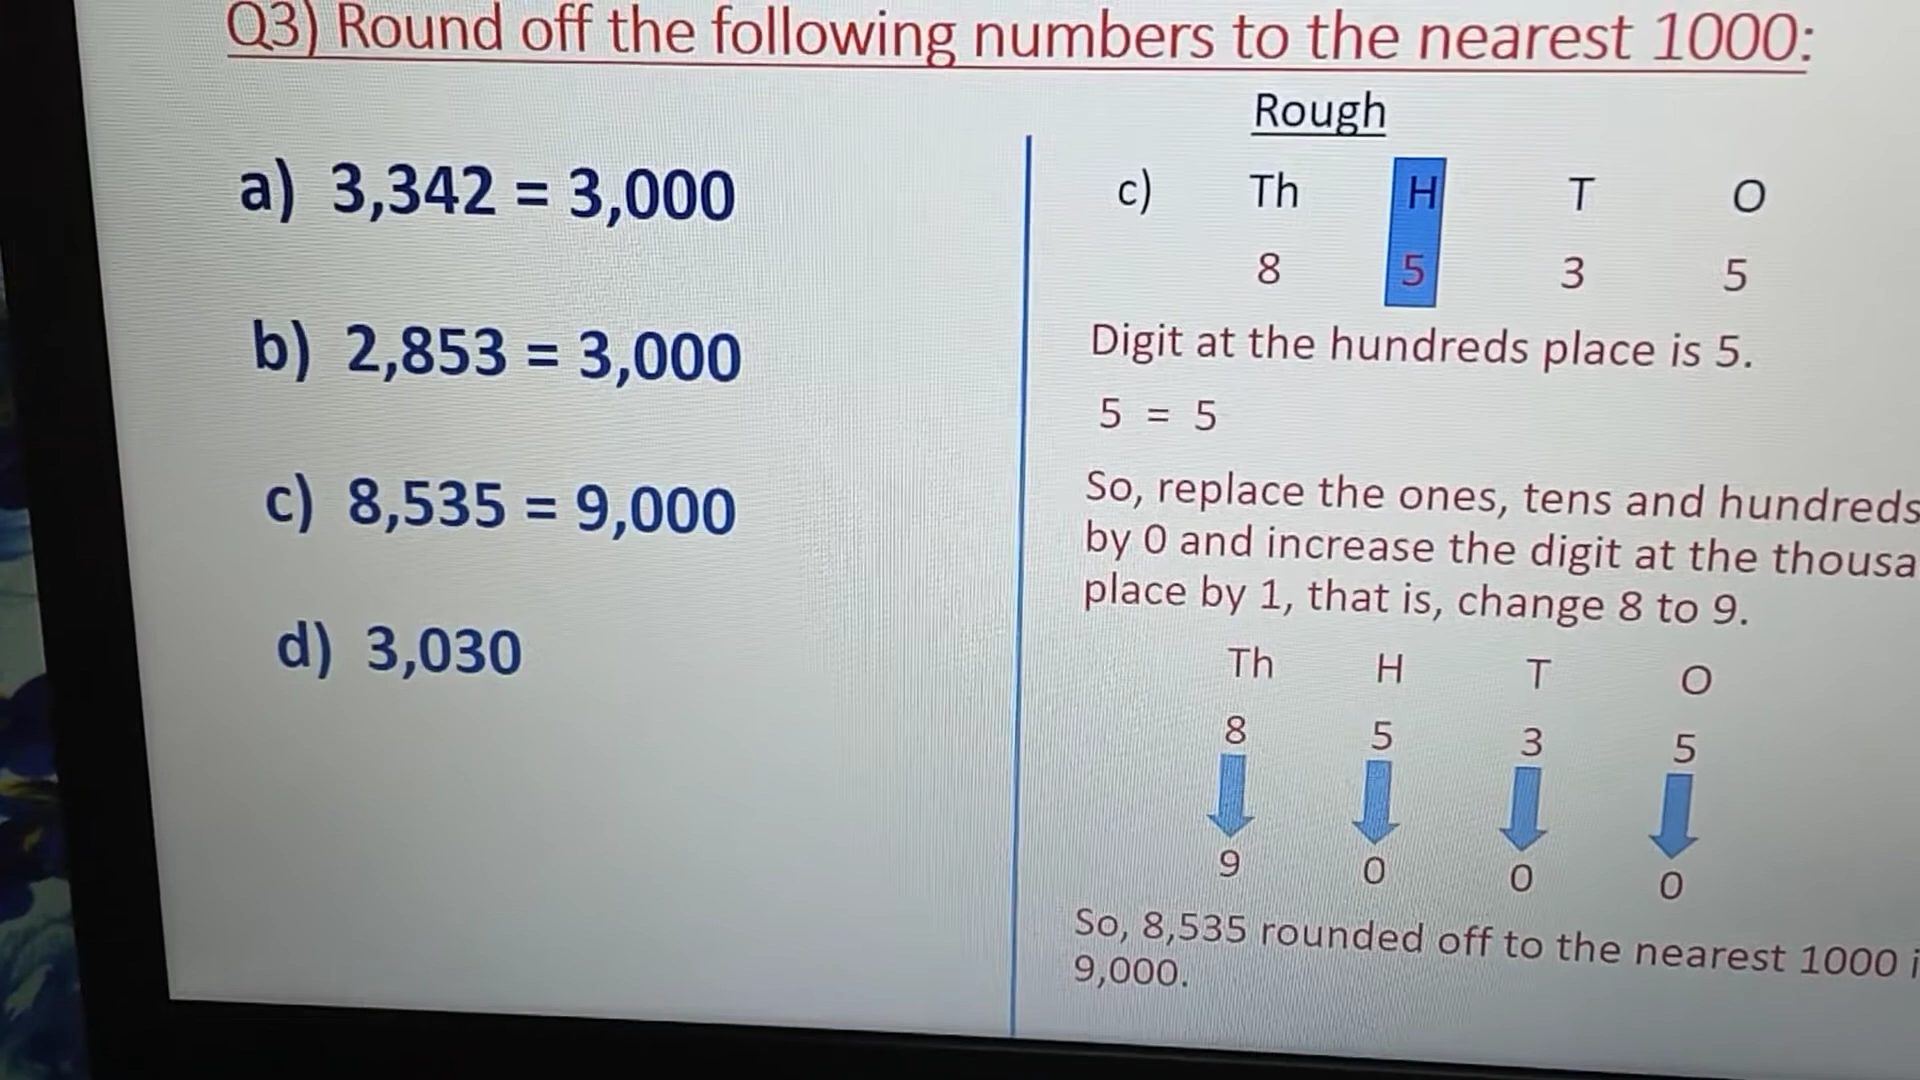 Q3) Round off the following numbers to the nearest 1000:
a) 3,342 = 3,000
b) 2,853 = 3,000
c) 8,535 = 9,000
d) 3,030
Rough
c) Th H T O
8 5 3 5
Digit at the hundreds place is 5.
5 = 5
So, replace the ones, tens and hundreds
by 0 and increase the digit at the thousa
place by 1, that is, change 8 to 9.
Th H T O
8 5 3 5
9 0 0 0
So, 8,535 rounded off to the nearest 1000 i
9,000.